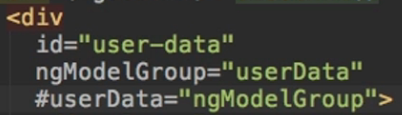 <div
id="user-data"
ngModelGroup="userData"
#userData="ngModelGroup">